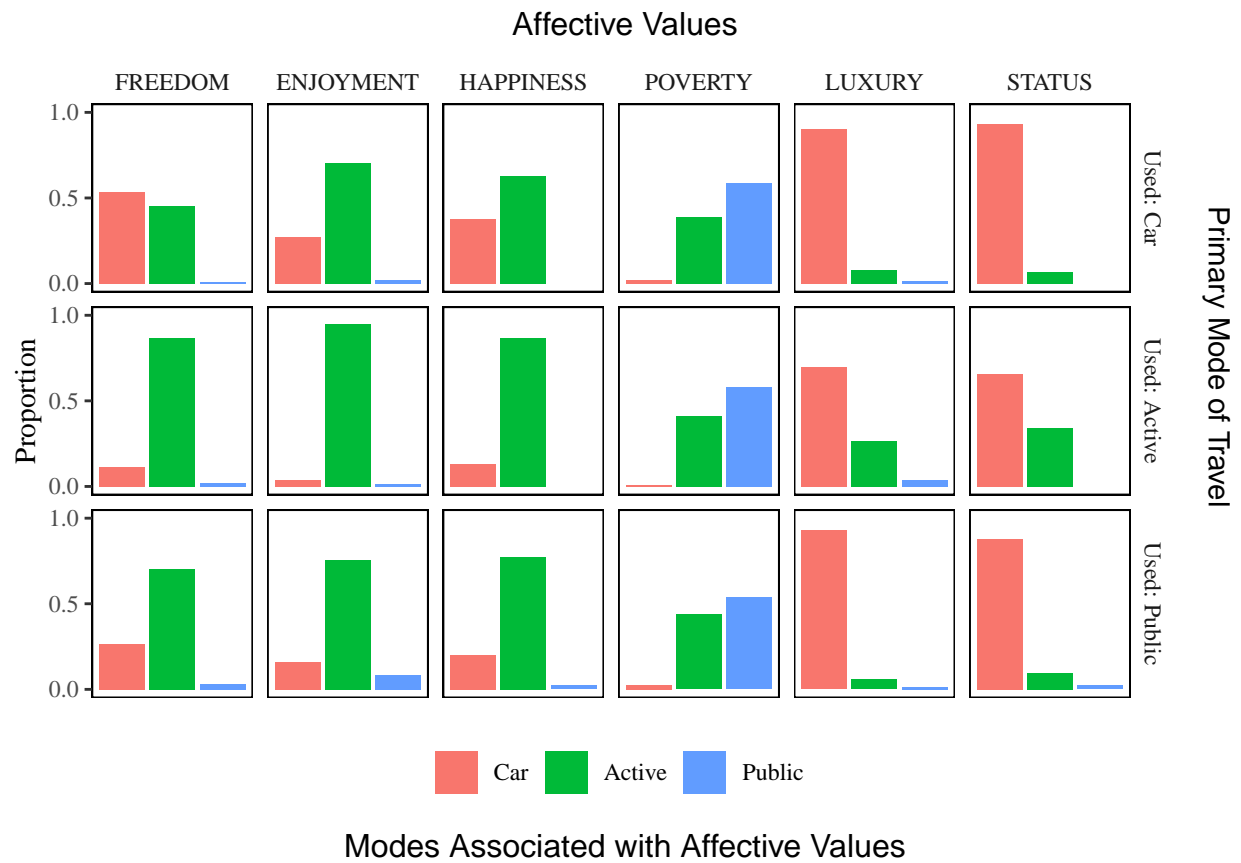 Affective Values
FREEDOM ENJOYMENT HAPPINESS POVERTY LUXURY STATUS
1.0
0.5
0.0
Used: Car
1.0
0.5
0.0
Used: Active
1.0
0.5
0.0
Used: Public
Proportion
Primary Mode of Travel
Car Active Public
Modes Associated with Affective Values